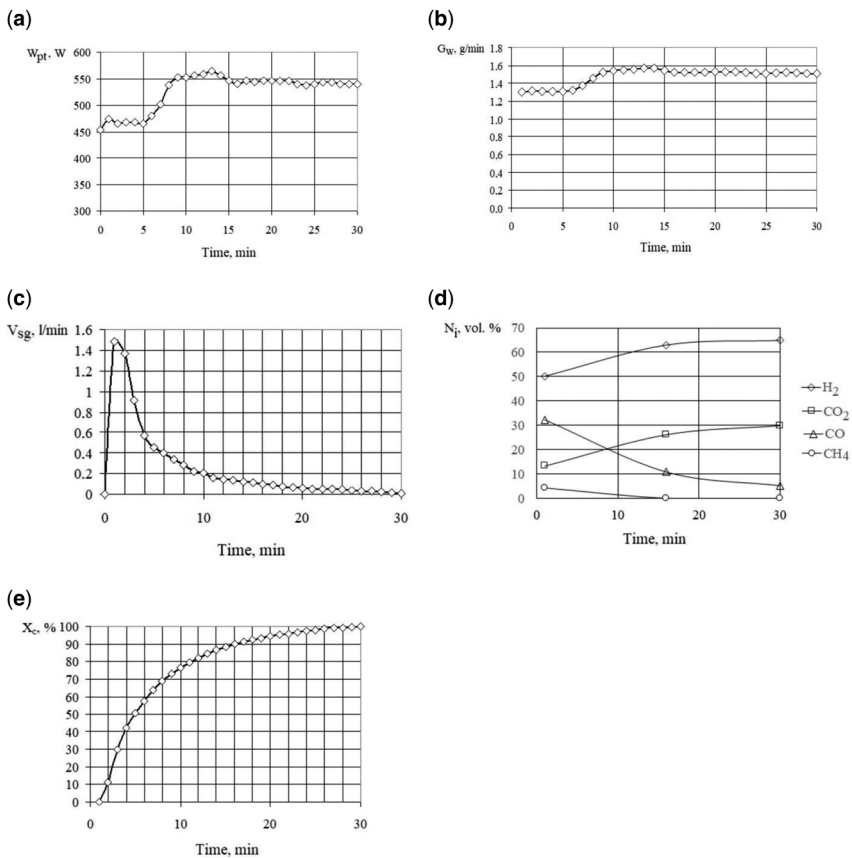 (a)
W_pt, W
600
550
500
450
400
350
300
0 5 10 15 20 25 30
Time, min
(b)
G_w, g/min
1.8
1.6
1.4
1.2
1.0
0.8
0.6
0.4
0.2
0.0
0 5 10 15 20 25 30
Time, min
(c)
V_sg, l/min
1.6
1.4
1.2
1
0.8
0.6
0.4
0.2
0
0 10 20 30
Time, min
(d)
N_i, vol. %
70
60
50
40
30
20
10
0
0 10 20 30
Time, min
H2
CO2
CO
CH4
(e)
X_c, %
100
90
80
70
60
50
40
30
20
10
0
0 10 20 30
Time, min